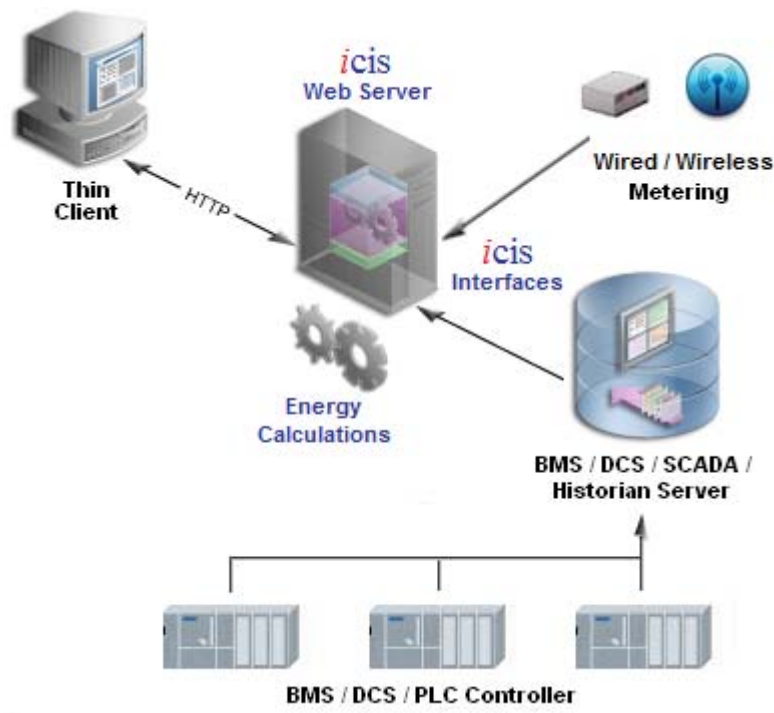 icis
Web Server
Wired / Wireless
Metering
Thin
Client
HTTP
icis
Interfaces
Energy
Calculations
BMS / DCS / SCADA /
Historian Server
BMS / DCS / PLC Controller